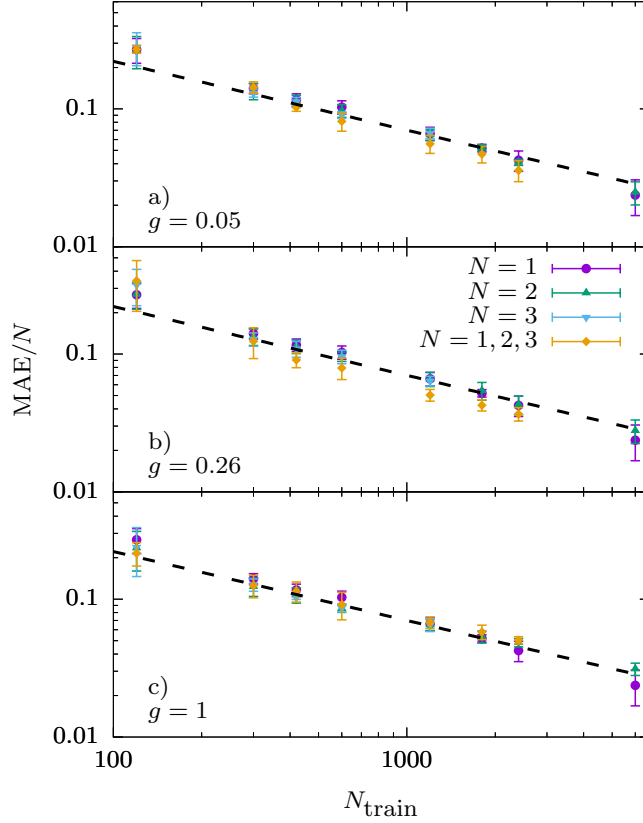 0.1
a)
g = 0.05
0.01
N = 1
N = 2
N = 3
N = 1, 2, 3
0.1
MAE/N
b)
g = 0.26
0.01
0.1
c)
g = 1
0.01
100
1000
N_train